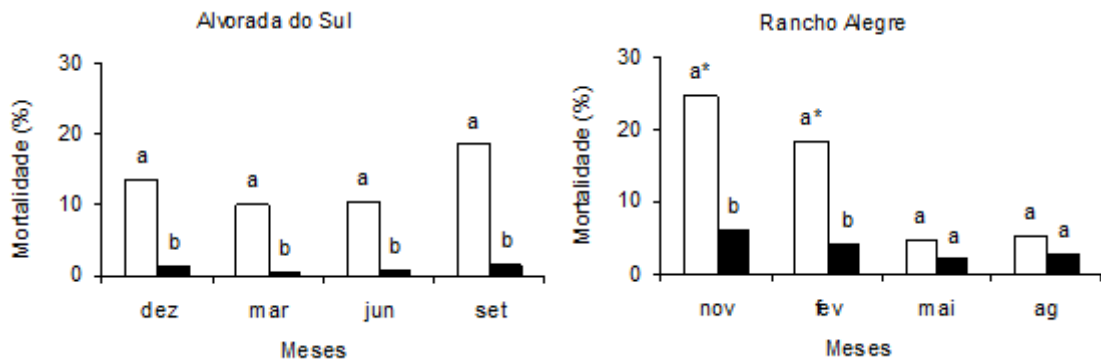 Alvorada do Sul
Mortalidade (%)
30
20
10
0
a
b
a
b
a
b
a
b
dez
mar
jun
set
Meses
Rancho Alegre
Mortalidade (%)
30
20
10
0
a*
b
a*
b
a
a
a
a
nov
fev
mai
ag
Meses